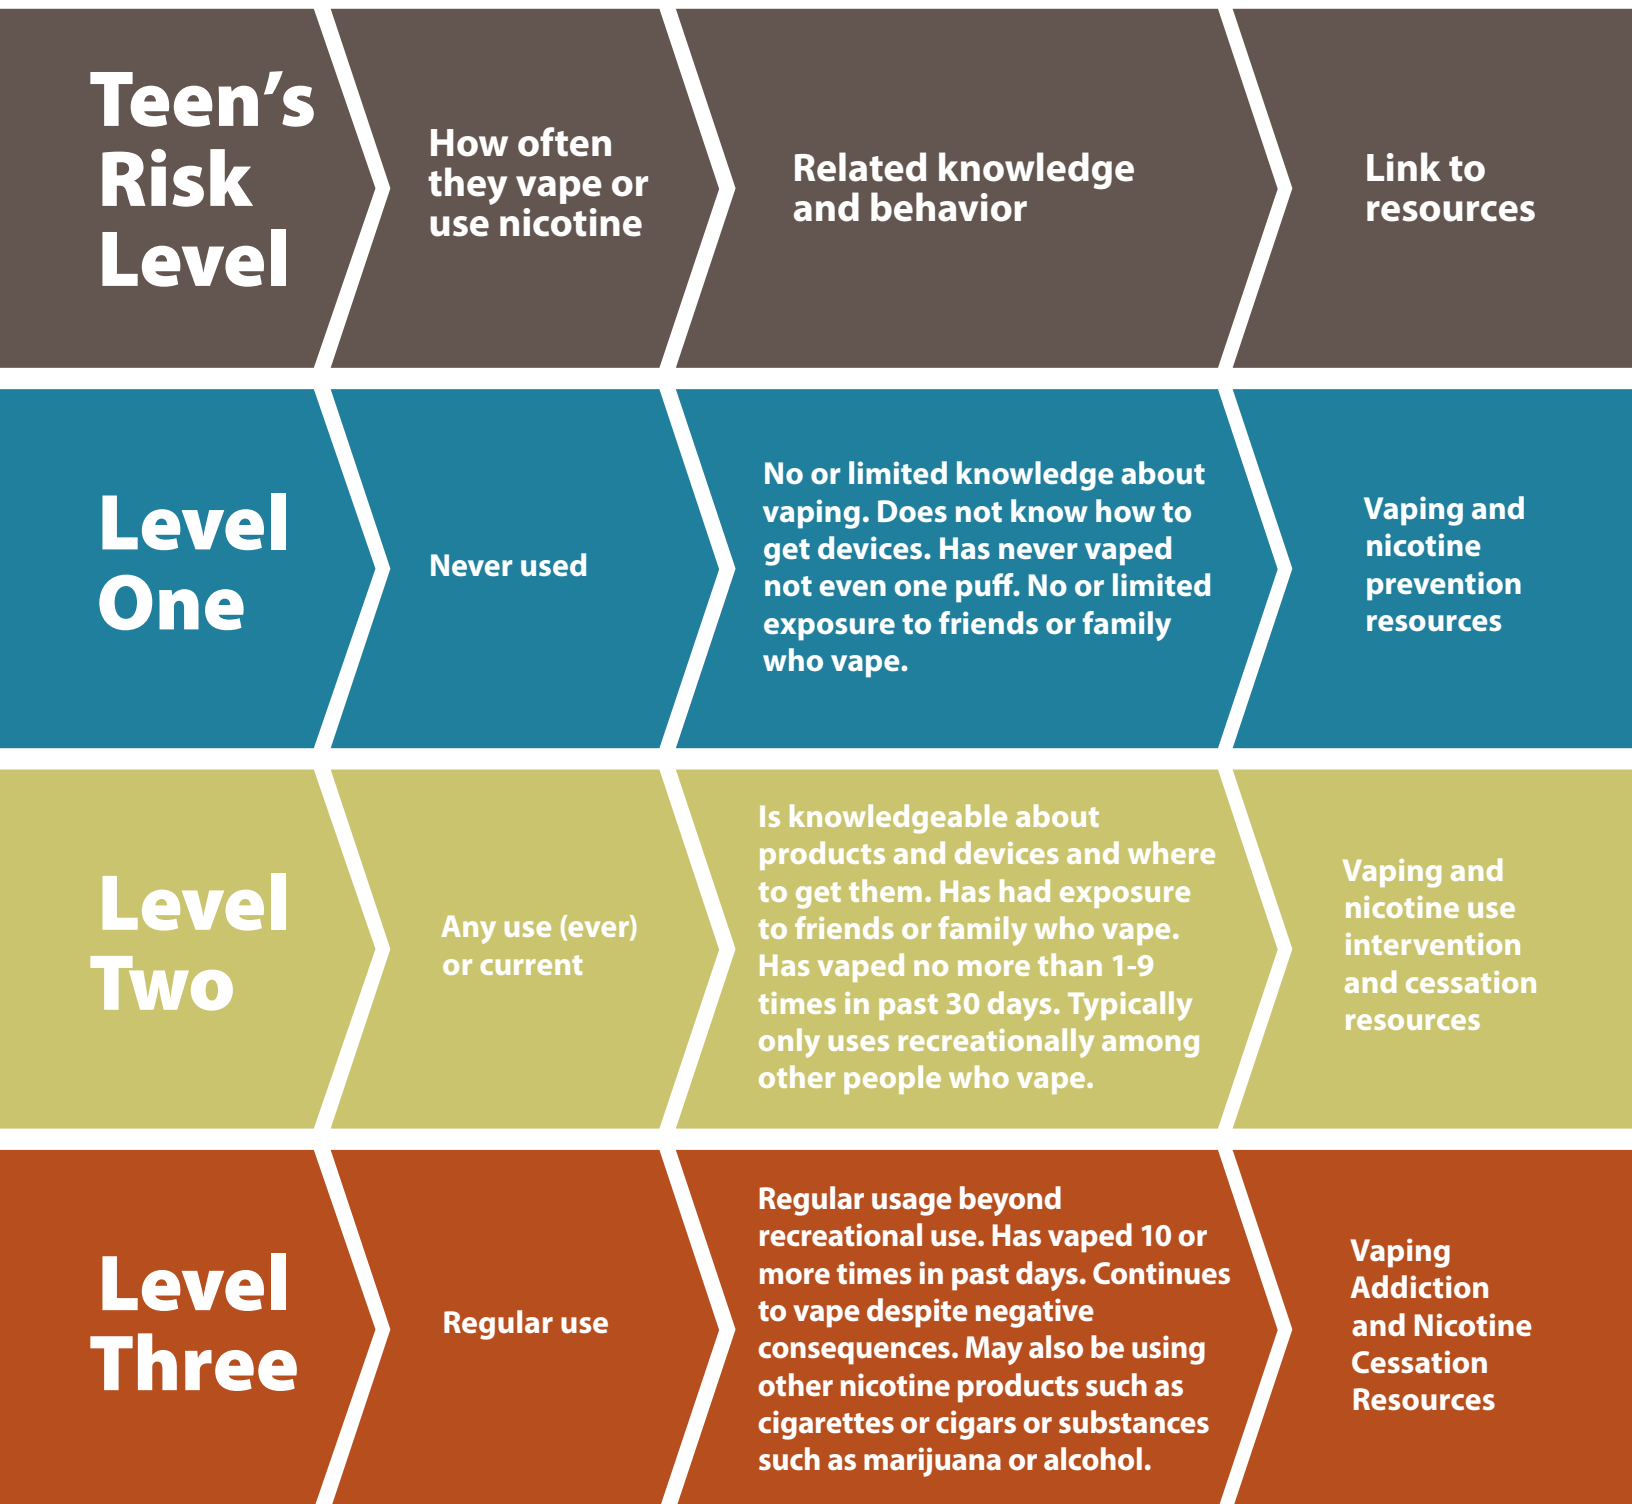 Teen’s
Risk
Level
How often
they vape or
use nicotine
Related knowledge
and behavior
Link to
resources
Level
One
Never used
No or limited knowledge about
vaping. Does not know how to
get devices. Has never vaped
not even one puff. No or limited
exposure to friends or family
who vape.
Vaping and
nicotine
prevention
resources
Level
Two
Any use (ever)
or current
Is knowledgeable about
products and devices and where
to get them. Has had exposure
to friends or family who vape.
Has vaped no more than 1-9
times in past 30 days. Typically
only uses recreationally among
other people who vape.
Vaping and
nicotine use
intervention
and cessation
resources
Level
Three
Regular use
Regular usage beyond
recreational use. Has vaped 10 or
more times in past days. Continues
to vape despite negative
consequences. May also be using
other nicotine products such as
cigarettes or cigars or substances
such as marijuana or alcohol.
Vaping
Addiction
and Nicotine
Cessation
Resources